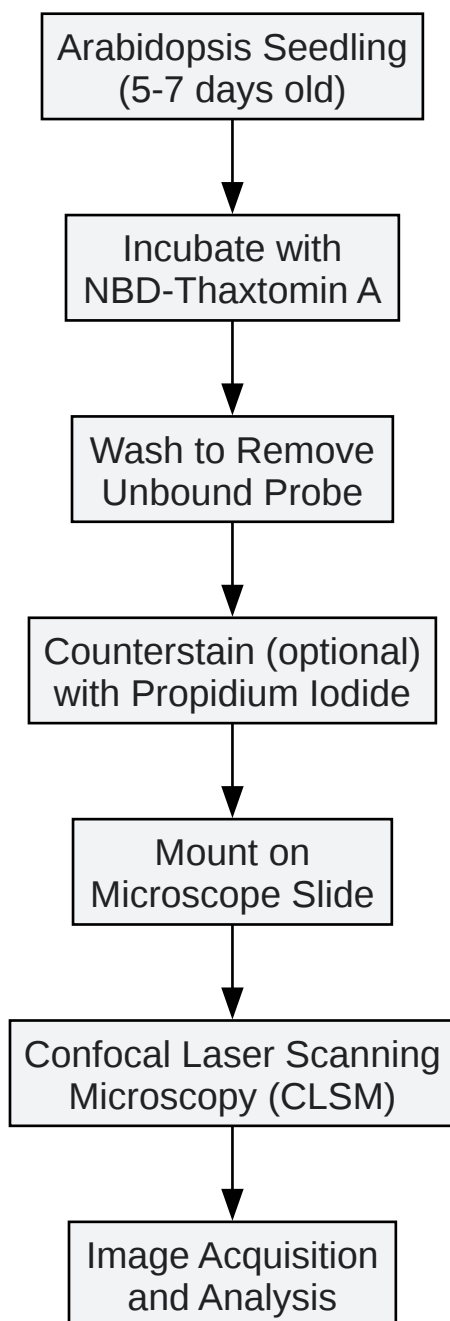 Arabidopsis Seedling
(5-7 days old)
Incubate with
NBD-Thaxtomin A
Wash to Remove
Unbound Probe
Counterstain (optional)
with Propidium Iodide
Mount on
Microscope Slide
Confocal Laser Scanning
Microscopy (CLSM)
Image Acquisition
and Analysis